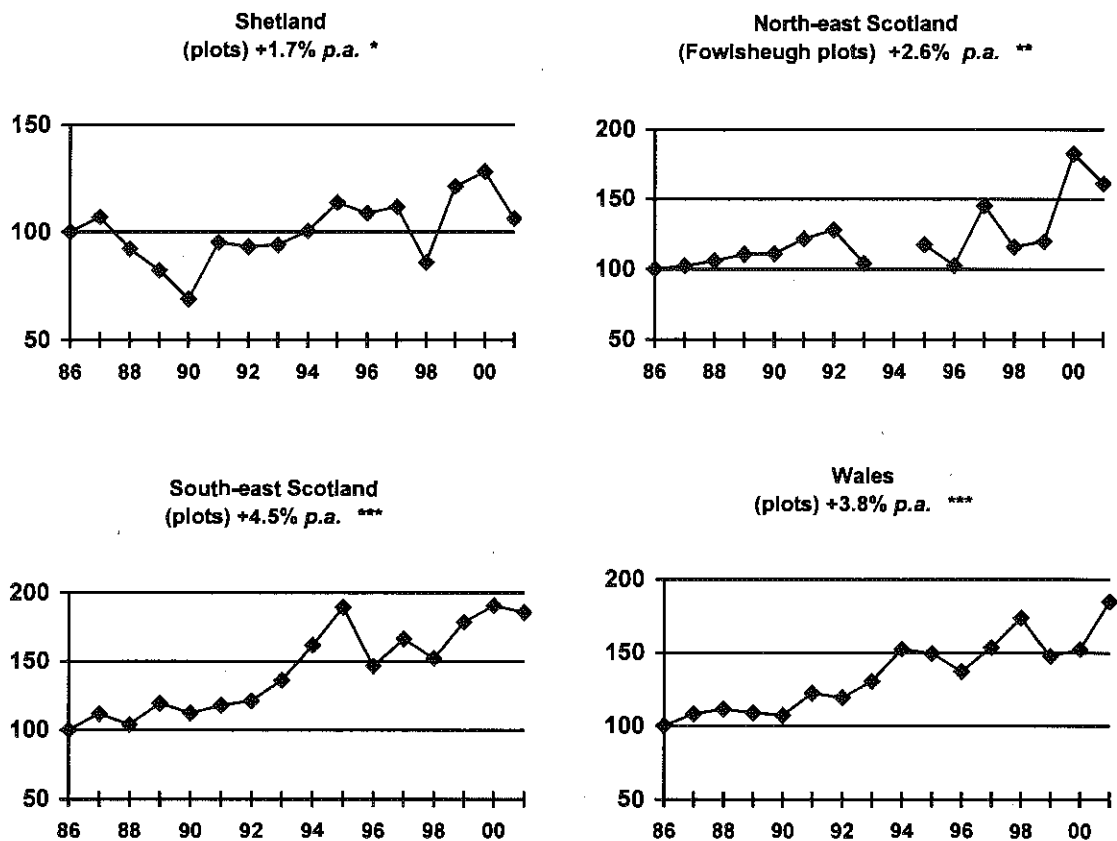 Shetland
(plots) +1.7% p.a. *
150
100
50
86 88 90 92 94 96 98 00
North-east Scotland
(Fowlsheugh plots) +2.6% p.a. **
200
150
100
50
86 88 90 92 94 96 98 00
South-east Scotland
(plots) +4.5% p.a. ***
200
150
100
50
86 88 90 92 94 96 98 00
Wales
(plots) +3.8% p.a. ***
200
150
100
50
86 88 90 92 94 96 98 00